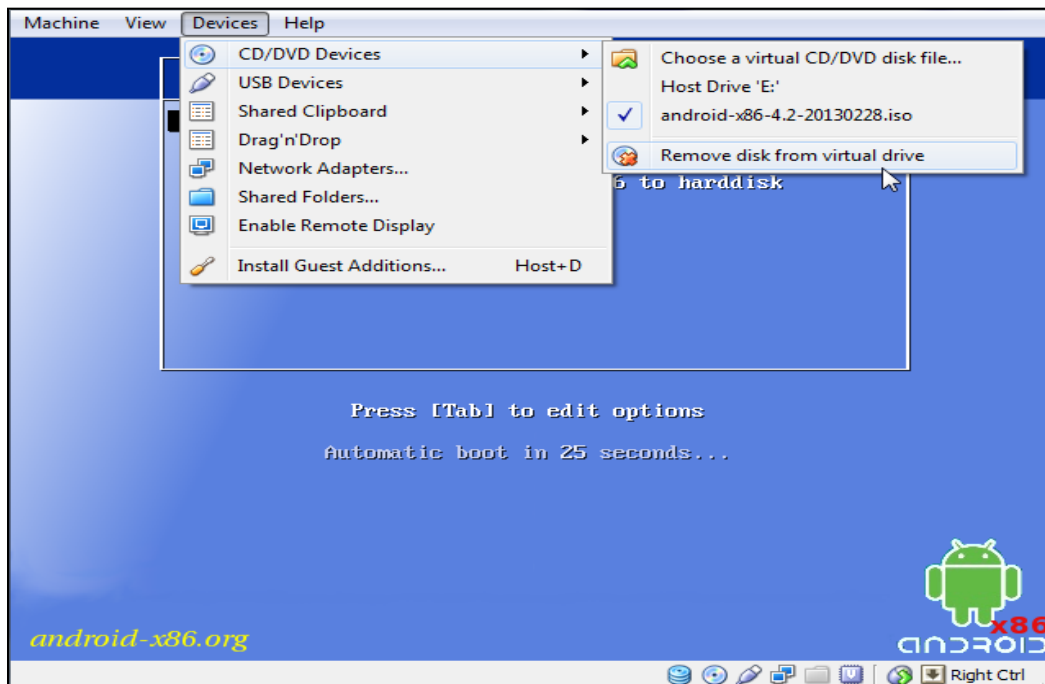 Machine View Devices Help
CD/DVD Devices
USB Devices
Shared Clipboard
Drag'n'Drop
Network Adapters...
Shared Folders...
Enable Remote Display
Install Guest Additions... Host+D
Choose a virtual CD/DVD disk file...
Host Drive 'E:'
android-x86-4.2-20130228.iso
Remove disk from virtual drive
6 to harddisk
Press [Tab] to edit options
Automatic boot in 25 seconds...
android-x86.org
x86
ANDROID
Right Ctrl